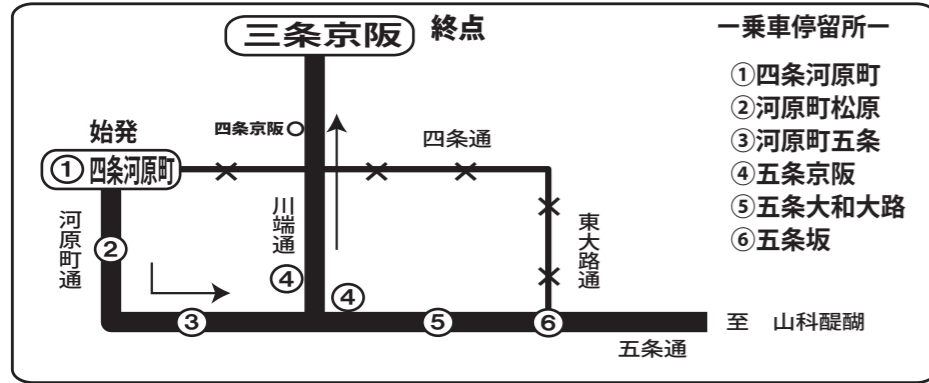 三条京阪
終点
ー乗車停留所ー
①四条河原町
②河原町松原
③河原町五条
④五条京阪
⑤五条大和大路
⑥五条坂
四条京阪
四条通
始発
①四条河原町
河原町通
川端通
東大路通
②
④
④
③
⑤
⑥
至 山科醍醐
五条通